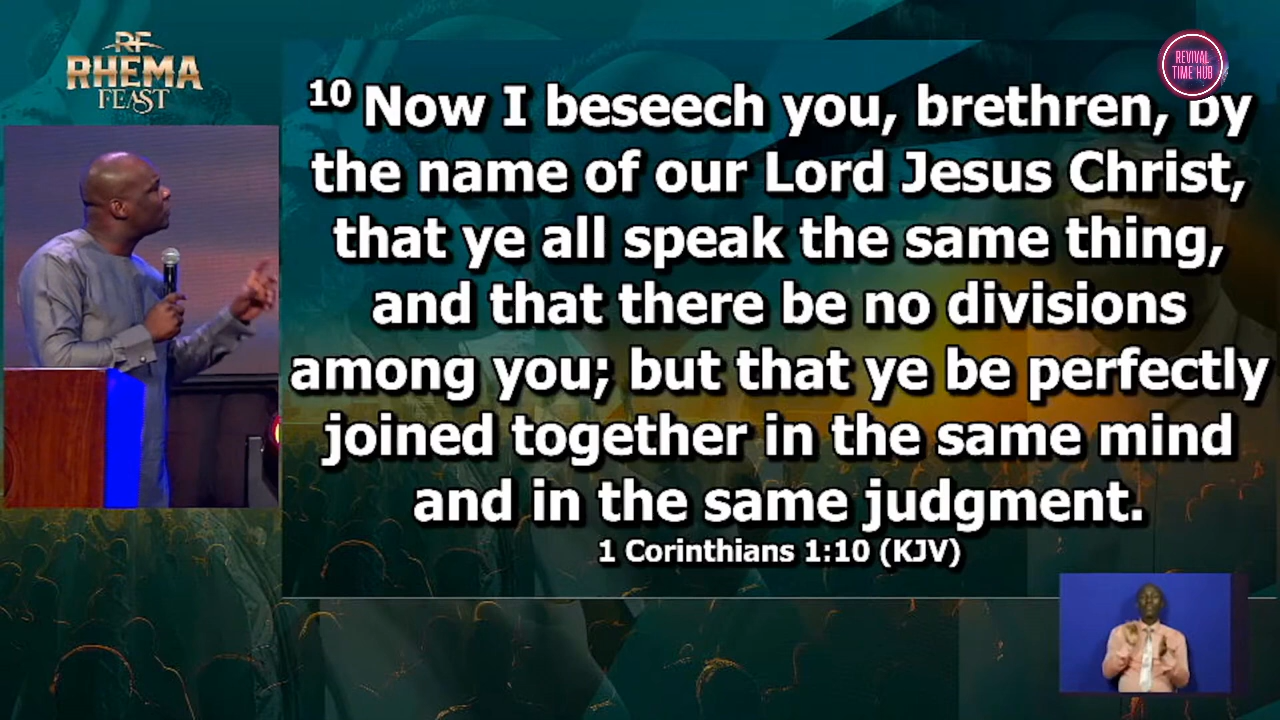 RF
RHEMA
FEAST
REVIVAL
TIME HUB
10 Now I beseech you, brethren, by
the name of our Lord Jesus Christ,
that ye all speak the same thing,
and that there be no divisions
among you; but that ye be perfectly
joined together in the same mind
and in the same judgment.
1 Corinthians 1:10 (KJV)